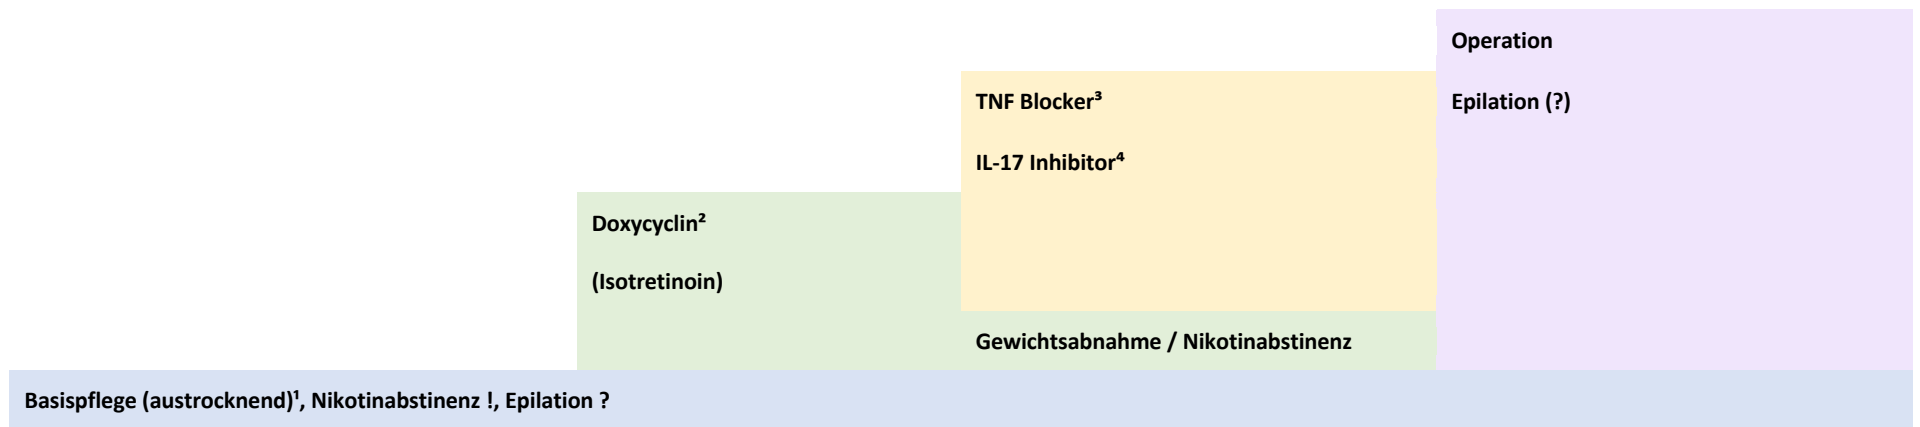 Operation
Epilation (?)
TNF Blocker³
IL-17 Inhibitor⁴
Doxycyclin²
(Isotretinoin)
Gewichtsabnahme / Nikotinabstinenz
Basispflege (austrocknend)¹, Nikotinabstinenz !, Epilation ?